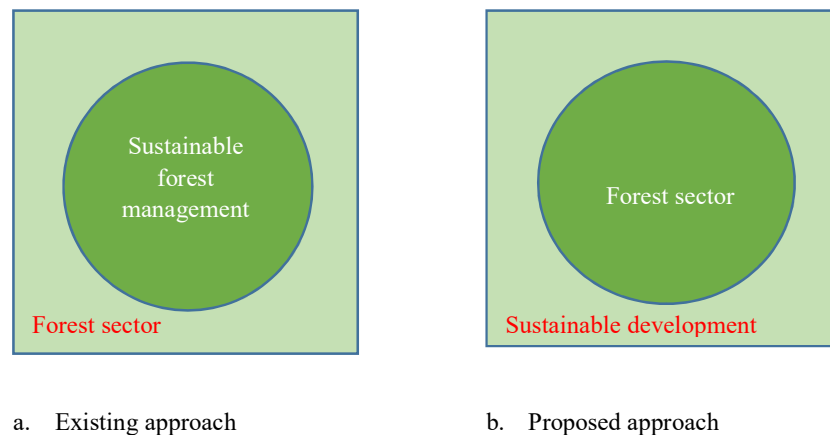 Sustainable
forest
management
Forest sector
Forest sector
Sustainable development
a. Existing approach
b. Proposed approach